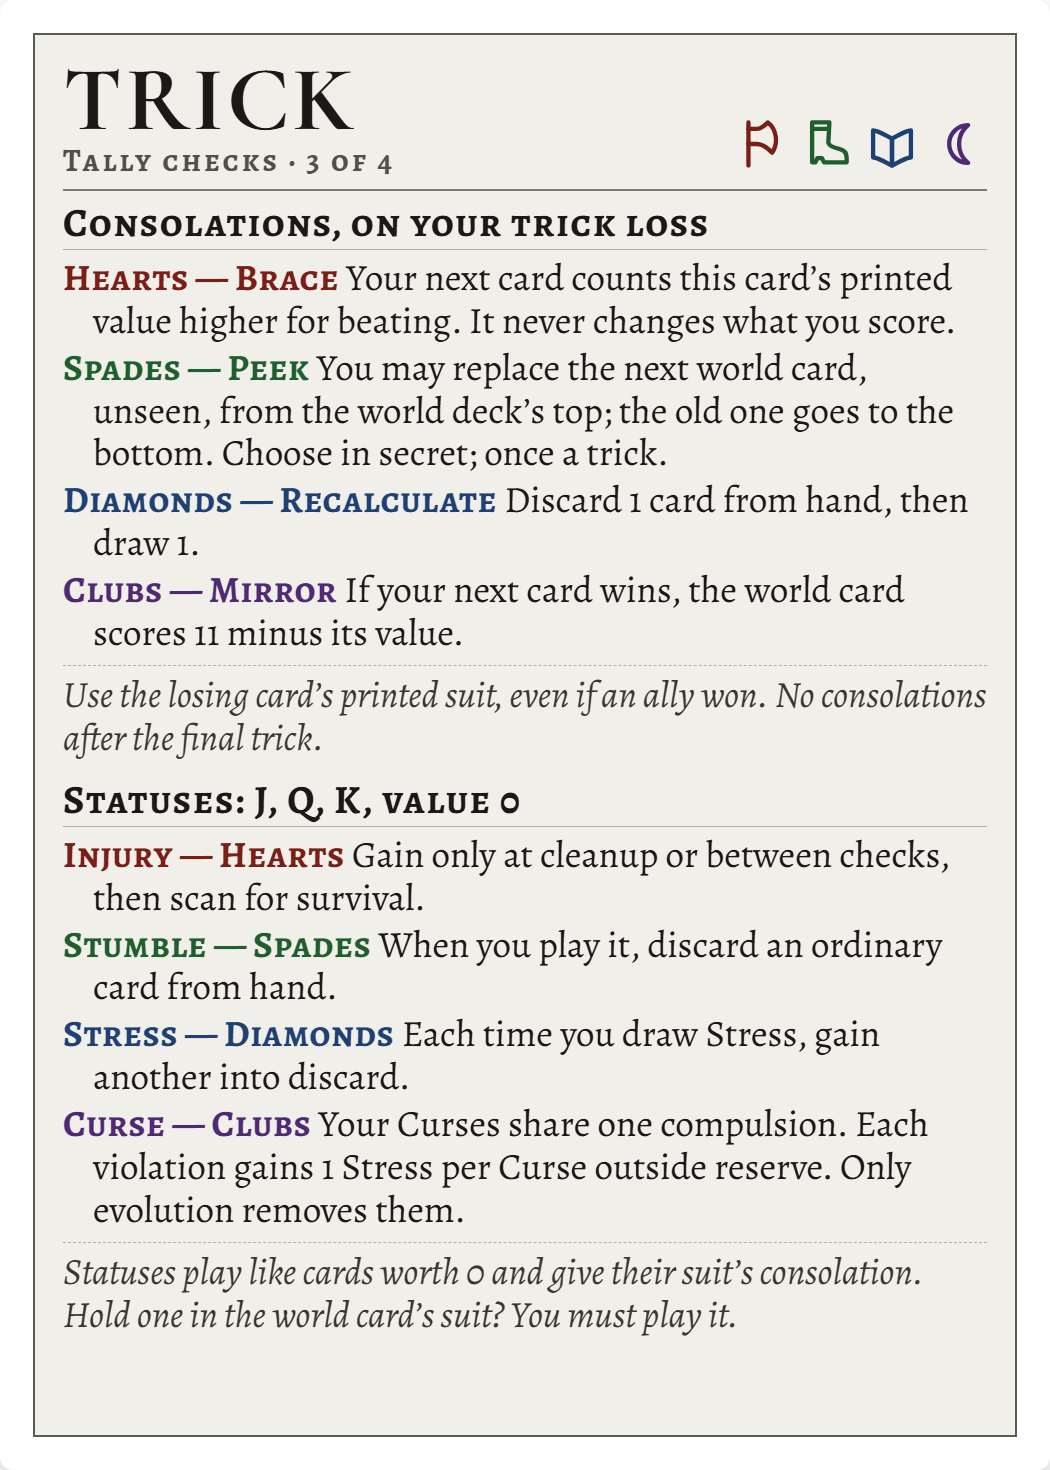 TRICK
TALLY CHECKS · 3 OF 4
CONSOLATIONS, ON YOUR TRICK LOSS
HEARTS — BRACE Your next card counts this card’s printed
value higher for beating. It never changes what you score.
SPADES — PEEK You may replace the next world card,
unseen, from the world deck’s top; the old one goes to the
bottom. Choose in secret; once a trick.
DIAMONDS — RECALCULATE Discard 1 card from hand, then
draw 1.
CLUBS — MIRROR If your next card wins, the world card
scores 11 minus its value.
Use the losing card’s printed suit, even if an ally won. No consolations
after the final trick.
STATUSES: J, Q, K, VALUE 0
INJURY — HEARTS Gain only at cleanup or between checks,
then scan for survival.
STUMBLE — SPADES When you play it, discard an ordinary
card from hand.
STRESS — DIAMONDS Each time you draw Stress, gain
another into discard.
CURSE — CLUBS Your Curses share one compulsion. Each
violation gains 1 Stress per Curse outside reserve. Only
evolution removes them.
Statuses play like cards worth 0 and give their suit’s consolation.
Hold one in the world card’s suit? You must play it.